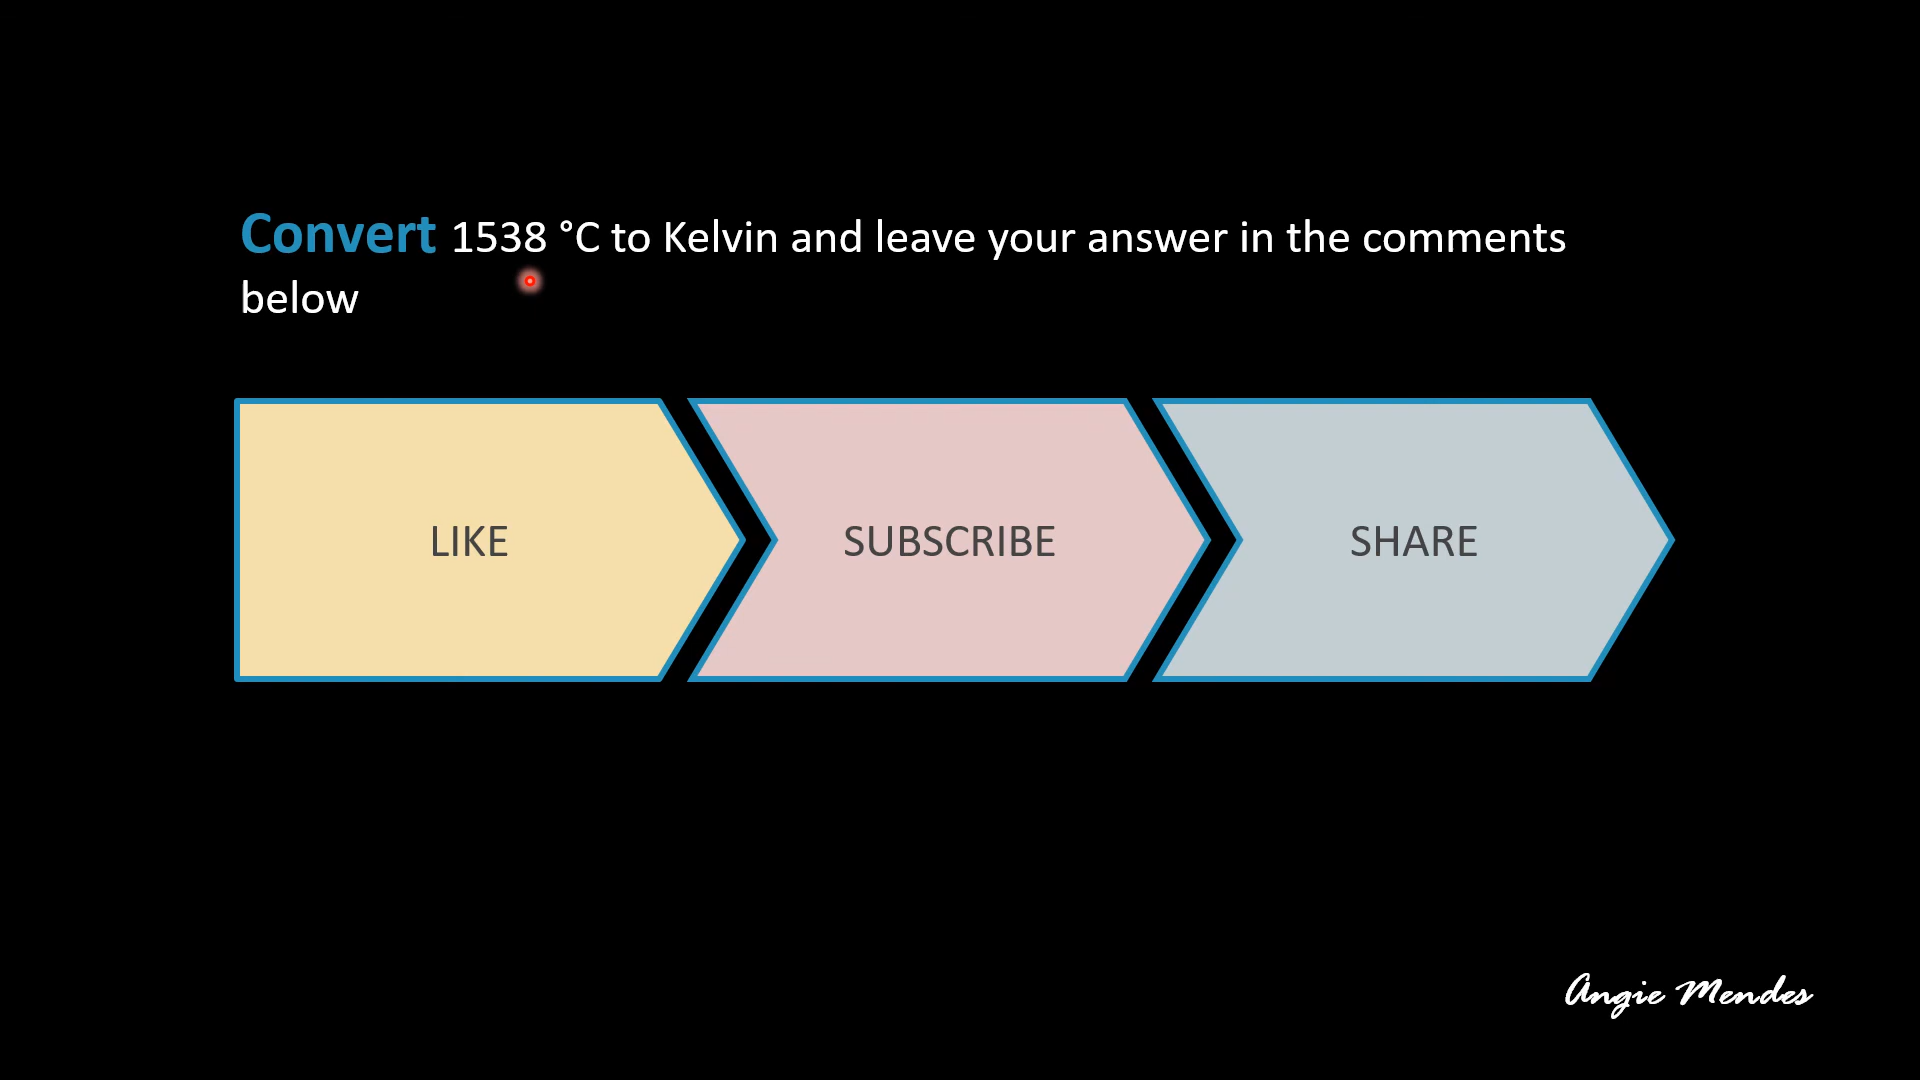 Convert 1538 °C to Kelvin and leave your answer in the comments
below
LIKE
SUBSCRIBE
SHARE
Angie Mendes